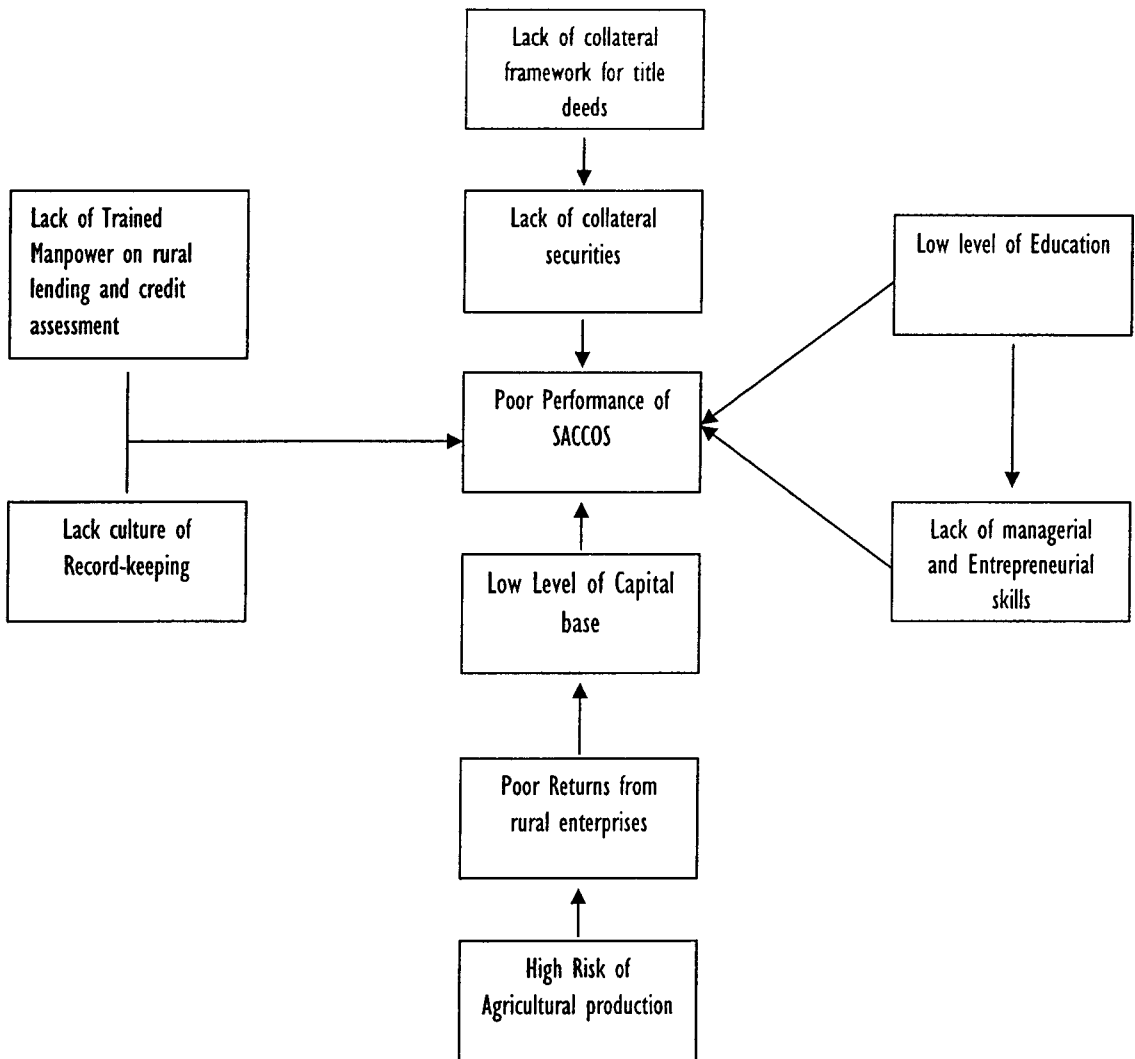 Lack of collateral
framework for title
deeds
Lack of Trained
Manpower on rural
lending and credit
assessment
Lack of collateral
securities
Low level of Education
Poor Performance of
SACCOS
Lack culture of
Record-keeping
Low Level of Capital
base
Lack of managerial
and Entrepreneurial
skills
Poor Returns from
rural enterprises
High Risk of
Agricultural production